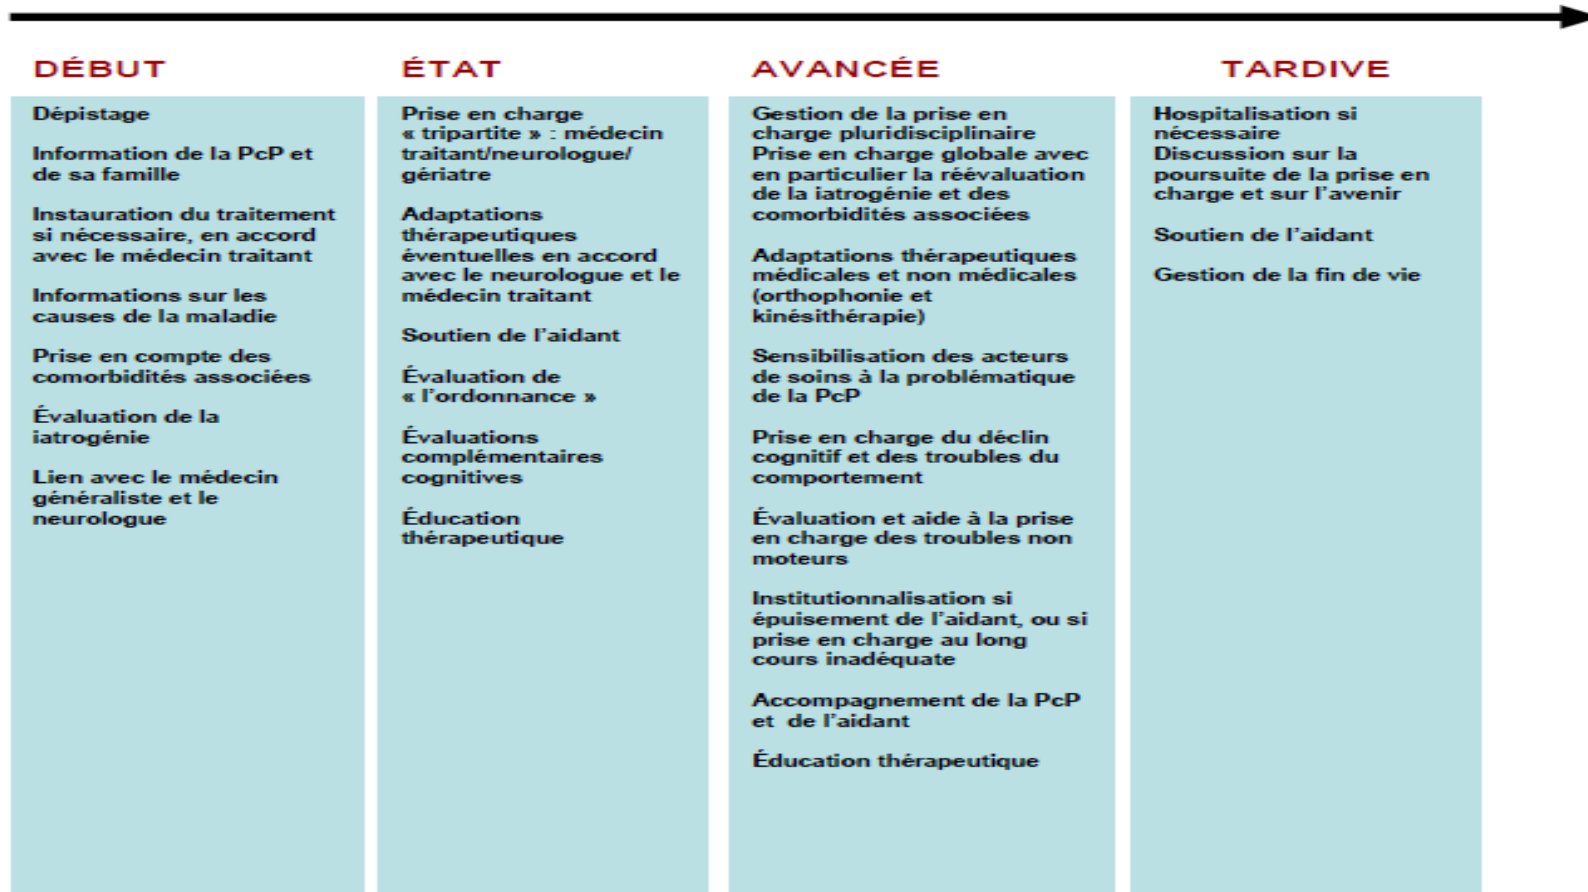 DÉBUT
Dépistage
Information de la PcP et
de sa famille
Instauration du traitement
si nécessaire, en accord
avec le médecin traitant
Informations sur les
causes de la maladie
Prise en compte des
comorbidités associées
Évaluation de la
iatrogénie
Lien avec le médecin
généraliste et le
neurologue
ÉTAT
Prise en charge
« tripartite » : médecin
traitant/neurologue/
gériatre
Adaptations
thérapeutiques
éventuelles en accord
avec le neurologue et le
médecin traitant
Soutien de l'aidant
Évaluation de
« l'ordonnance »
Évaluations
complémentaires
cognitives
Éducation
thérapeutique
AVANCÉE
Gestion de la prise en
charge pluridisciplinaire
Prise en charge globale avec
en particulier la réévaluation
de la iatrogénie et des
comorbidités associées
Adaptations thérapeutiques
médicales et non médicales
(orthophonie et
kinésithérapie)
Sensibilisation des acteurs
de soins à la problématique
de la PcP
Prise en charge du déclin
cognitif et des troubles du
comportement
Évaluation et aide à la prise
en charge des troubles non
moteurs
Institutionnalisation si
épuisement de l'aidant, ou si
prise en charge au long
cours inadéquate
Accompagnement de la PcP
et de l'aidant
Éducation thérapeutique
TARDIVE
Hospitalisation si
nécessaire
Discussion sur la
poursuite de la prise en
charge et sur l'avenir
Soutien de l'aidant
Gestion de la fin de vie